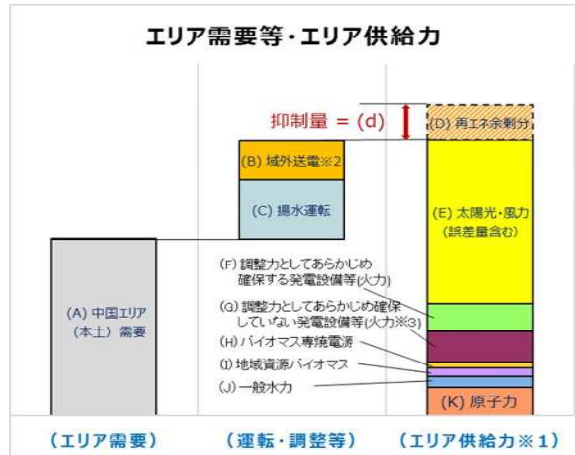 エリア需要等・エリア供給力
抑制量 = (d)
(D) 再エネ余剰分
(B) 域外送電※2
(C) 揚水運転
(E) 太陽光・風力
(誤差量含む)
(A) 中国エリア
(本土) 需要
(F) 調整力としてあらかじめ
確保する発電設備等(火力)
(G) 調整力としてあらかじめ確保
していない発電設備等(火力※3)
(H) バイオマス専焼電源
(I) 地域資源バイオマス
(J) 一般水力
(K) 原子力
(エリア需要)
(運転・調整等)
(エリア供給力※1)